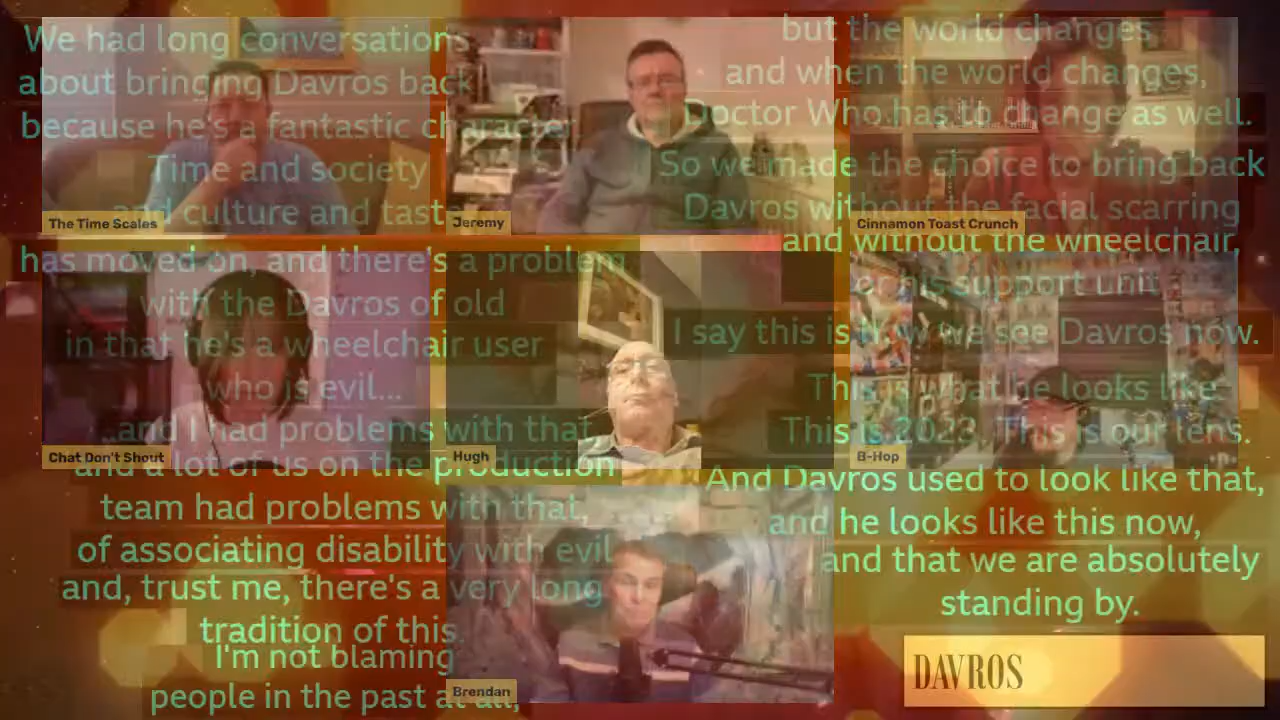 We had long conversations
about bringing Davros back
because he's a fantastic character
Time and society
and culture and taste
has moved on, and there's a problem
with the Davros of old
in that he's a wheelchair user
who is evil...
..and I had problems with that
and a lot of us on the production
team had problems with that,
of associating disability with evil
and, trust me, there's a very long
tradition of this.
I'm not blaming
people in the past at all,
but the world changes
and when the world changes,
Doctor Who has to change as well.
So we made the choice to bring back
Davros without the facial scarring
and without the wheelchair,
or his support unit
I say this is how we see Davros now.
This is what he looks like
This is 2023. This is our lens.
And Davros used to look like that,
and he looks like this now,
and that we are absolutely
standing by.
The Time Scales
Jeremy
Cinnamon Toast Crunch
Chat Don't Shout
Hugh
B-Hop
Brendan
DAVROS